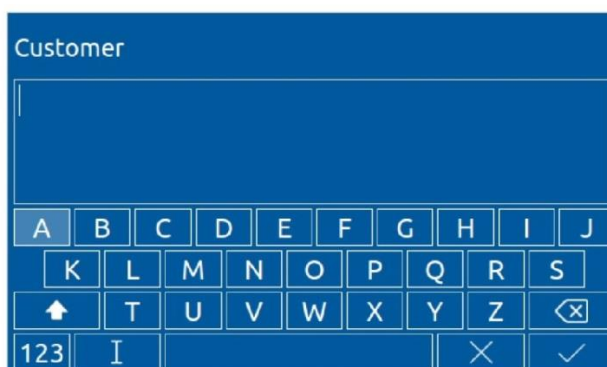 Customer
A B C D E F G H I J
K L M N O P Q R S
T U V W X Y Z
123